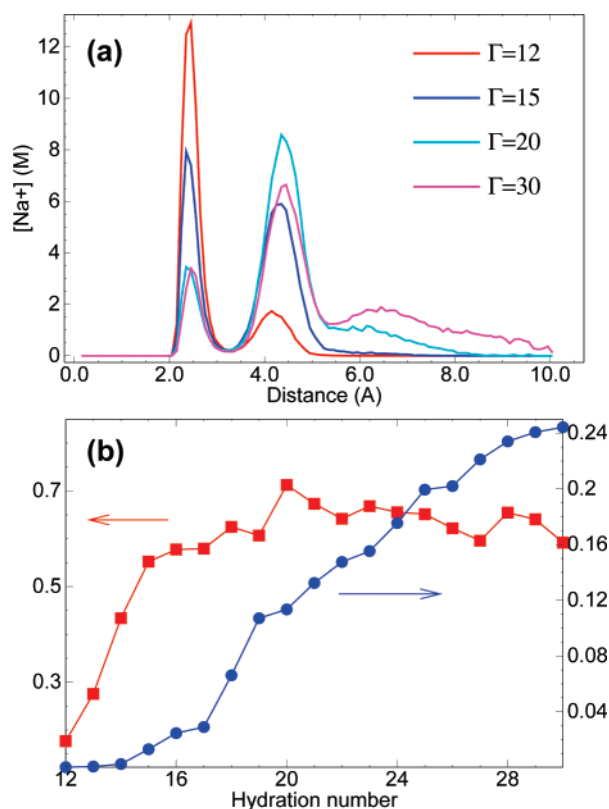 (a)
Γ=12
Γ=15
Γ=20
Γ=30
[Na+] (M)
12
10
8
6
4
2
0
0.0 2.0 4.0 6.0 8.0 10.0
Distance (A)
(b)
0.7
0.5
0.3
0.24
0.2
0.16
0.12
0.08
0.04
12 16 20 24 28
Hydration number